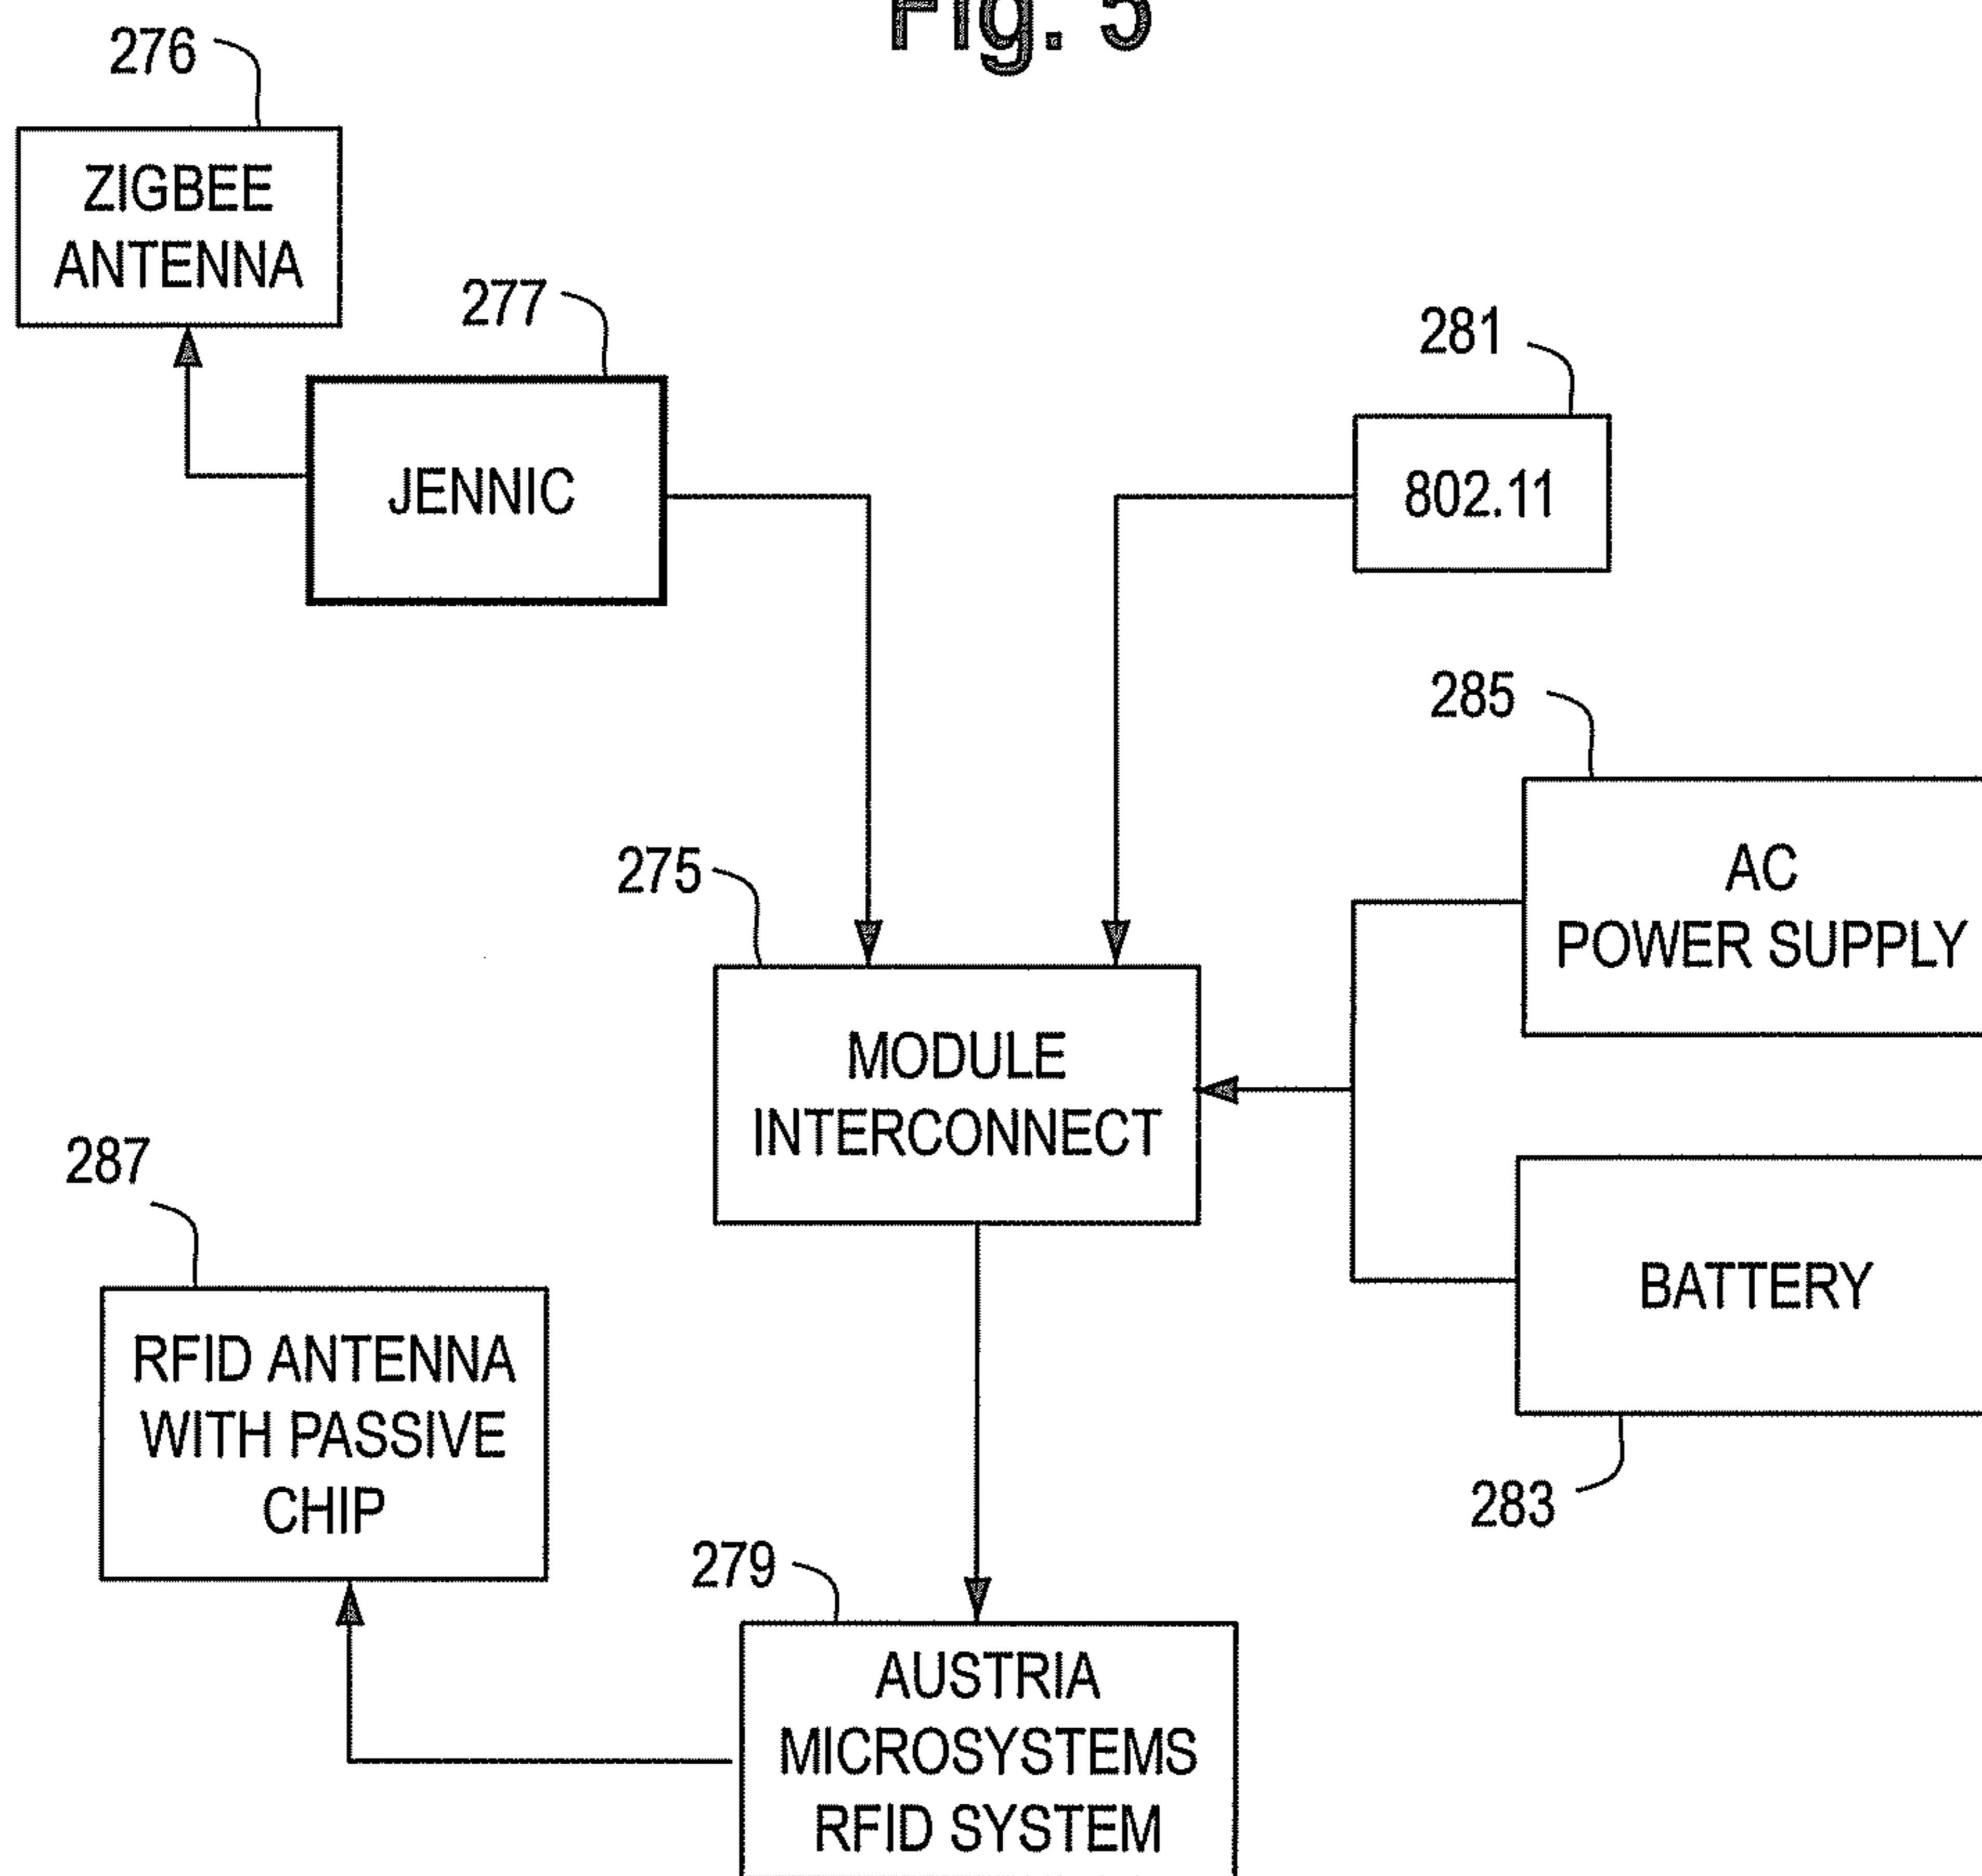 Fig. 5
276
ZIGBEE
ANTENNA
277
JENNIC
281
802.11
285
AC
POWER SUPPLY
275
MODULE
INTERCONNECT
287
RFID ANTENNA
WITH PASSIVE
CHIP
BATTERY
283
279
AUSTRIA
MICROSYSTEMS
RFID SYSTEM